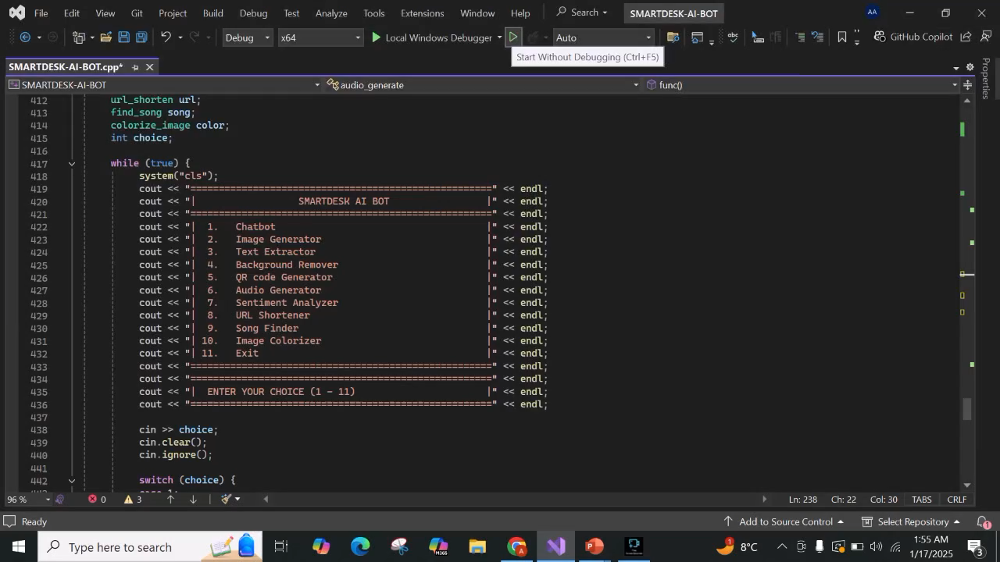 File Edit View Git Project Build Debug Test Analyze Tools Extensions Window Help Search SMARTDESK-AI-BOT AA
Debug x64 Local Windows Debugger Auto GitHub Copilot
Start Without Debugging (Ctrl+F5)
SMARTDESK-AI-BOT.cpp*
SMARTDESK-AI-BOT audio_generate func()
Properties
412 url_shorten url;
413 find_song song;
414 colorize_image color;
415 int choice;
416
417 while (true) {
418 system("cls");
419 cout << "=====================================================" << endl;
420 cout << "| SMARTDESK AI BOT |" << endl;
421 cout << "=====================================================" << endl;
422 cout << "| 1. Chatbot |" << endl;
423 cout << "| 2. Image Generator |" << endl;
424 cout << "| 3. Text Extractor |" << endl;
425 cout << "| 4. Background Remover |" << endl;
426 cout << "| 5. QR code Generator |" << endl;
427 cout << "| 6. Audio Generator |" << endl;
428 cout << "| 7. Sentiment Analyzer |" << endl;
429 cout << "| 8. URL Shortener |" << endl;
430 cout << "| 9. Song Finder |" << endl;
431 cout << "| 10. Image Colorizer |" << endl;
432 cout << "| 11. Exit |" << endl;
433 cout << "=====================================================" << endl;
434 cout << "=====================================================" << endl;
435 cout << "| ENTER YOUR CHOICE (1 - 11) |" << endl;
436 cout << "=====================================================" << endl;
437
438 cin >> choice;
439 cin.clear();
440 cin.ignore();
441
442 switch (choice) {
96 % 0 3 Ln: 238 Ch: 22 Col: 30 TABS CRLF
Ready Add to Source Control Select Repository 1
Type here to search M365 1 8°C 1:55 AM
1/17/2025 3